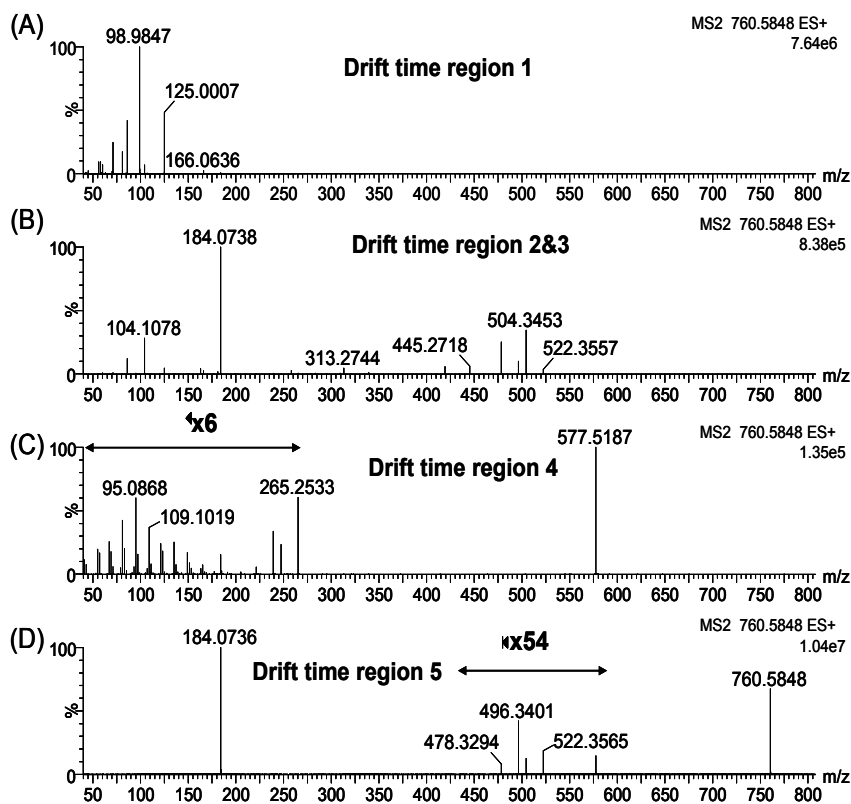 (A)
MS2 760.5848 ES+
7.64e6
98.9847
100
Drift time region 1
125.0007
%
166.0636
0
50 100 150 200 250 300 350 400 450 500 550 600 650 700 750 800 m/z
(B)
MS2 760.5848 ES+
8.38e5
184.0738
100
Drift time region 2&3
%
104.1078
504.3453
445.2718
313.2744
522.3557
0
50 100 150 200 250 300 350 400 450 500 550 600 650 700 750 800 m/z
x6
(C)
MS2 760.5848 ES+
1.35e5
577.5187
100
Drift time region 4
95.0868
265.2533
%
109.1019
0
50 100 150 200 250 300 350 400 450 500 550 600 650 700 750 800 m/z
(D)
MS2 760.5848 ES+
1.04e7
184.0736
100
x54
Drift time region 5
760.5848
%
496.3401
478.3294
522.3565
0
50 100 150 200 250 300 350 400 450 500 550 600 650 700 750 800 m/z